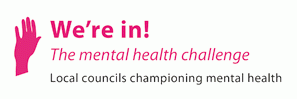 We're in!
The mental health challenge
Local councils championing mental health